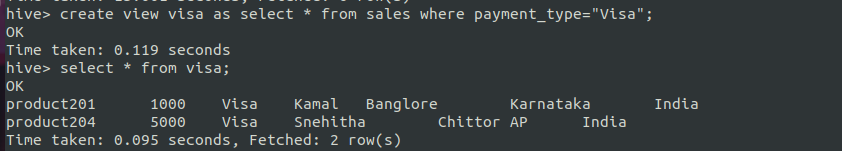 hive> create view visa as select * from sales where payment_type="Visa";
OK
Time taken: 0.119 seconds
hive> select * from visa;
OK
product201 1000 Visa Kamal Banglore Karnataka India
product204 5000 Visa Snehitha Chittor AP India
Time taken: 0.095 seconds, Fetched: 2 row(s)